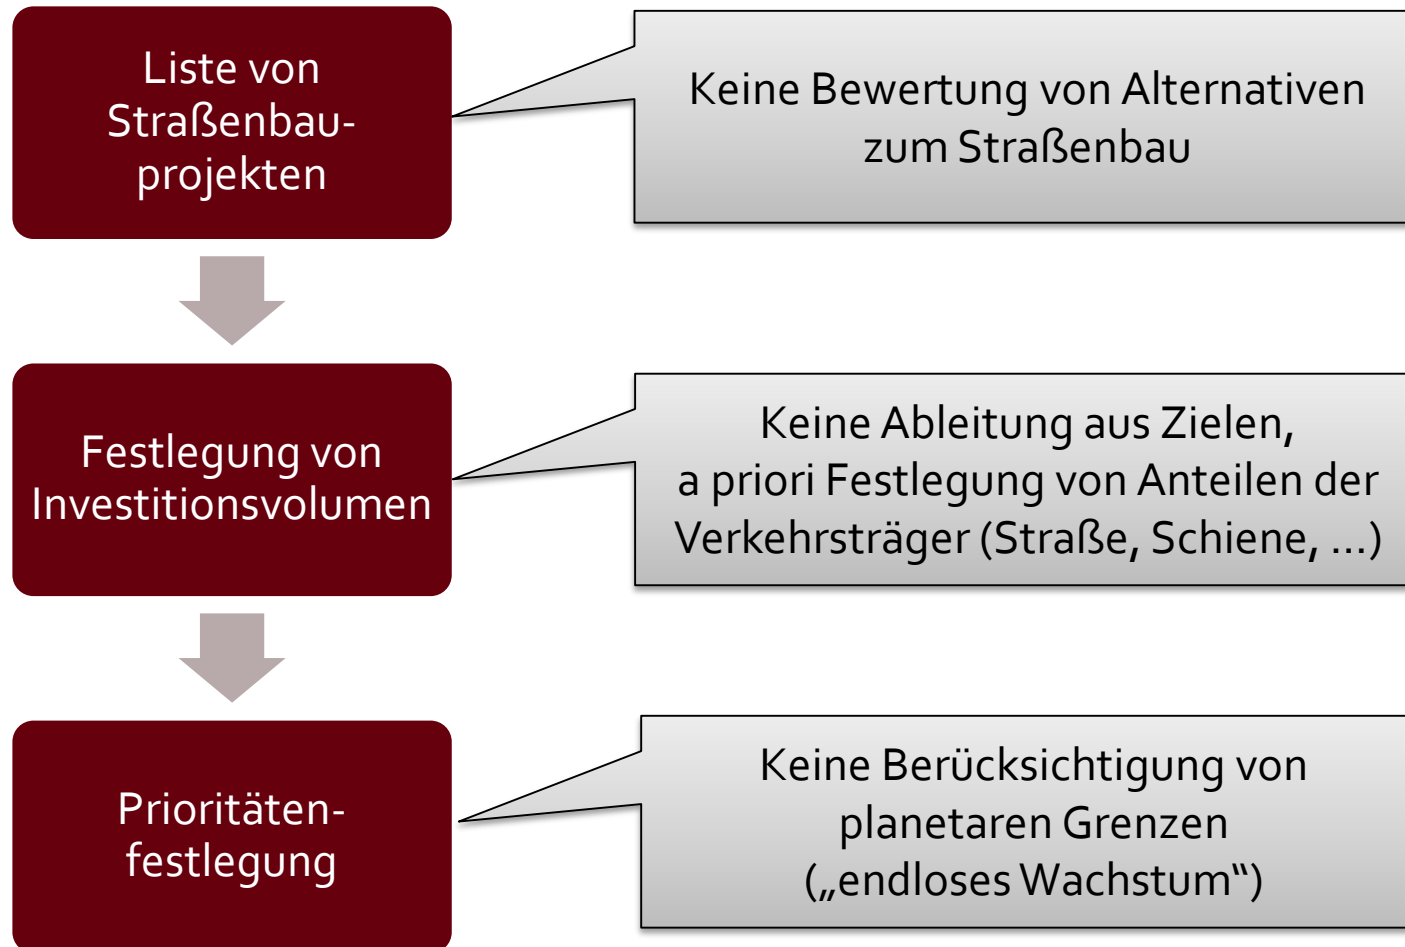 Liste von
Straßenbau-
projekten
Keine Bewertung von Alternativen
zum Straßenbau
Festlegung von
Investitionsvolumen
Keine Ableitung aus Zielen,
a priori Festlegung von Anteilen der
Verkehrsträger (Straße, Schiene, ...)
Prioritäten-
festlegung
Keine Berücksichtigung von
planetaren Grenzen
(„endloses Wachstum“)